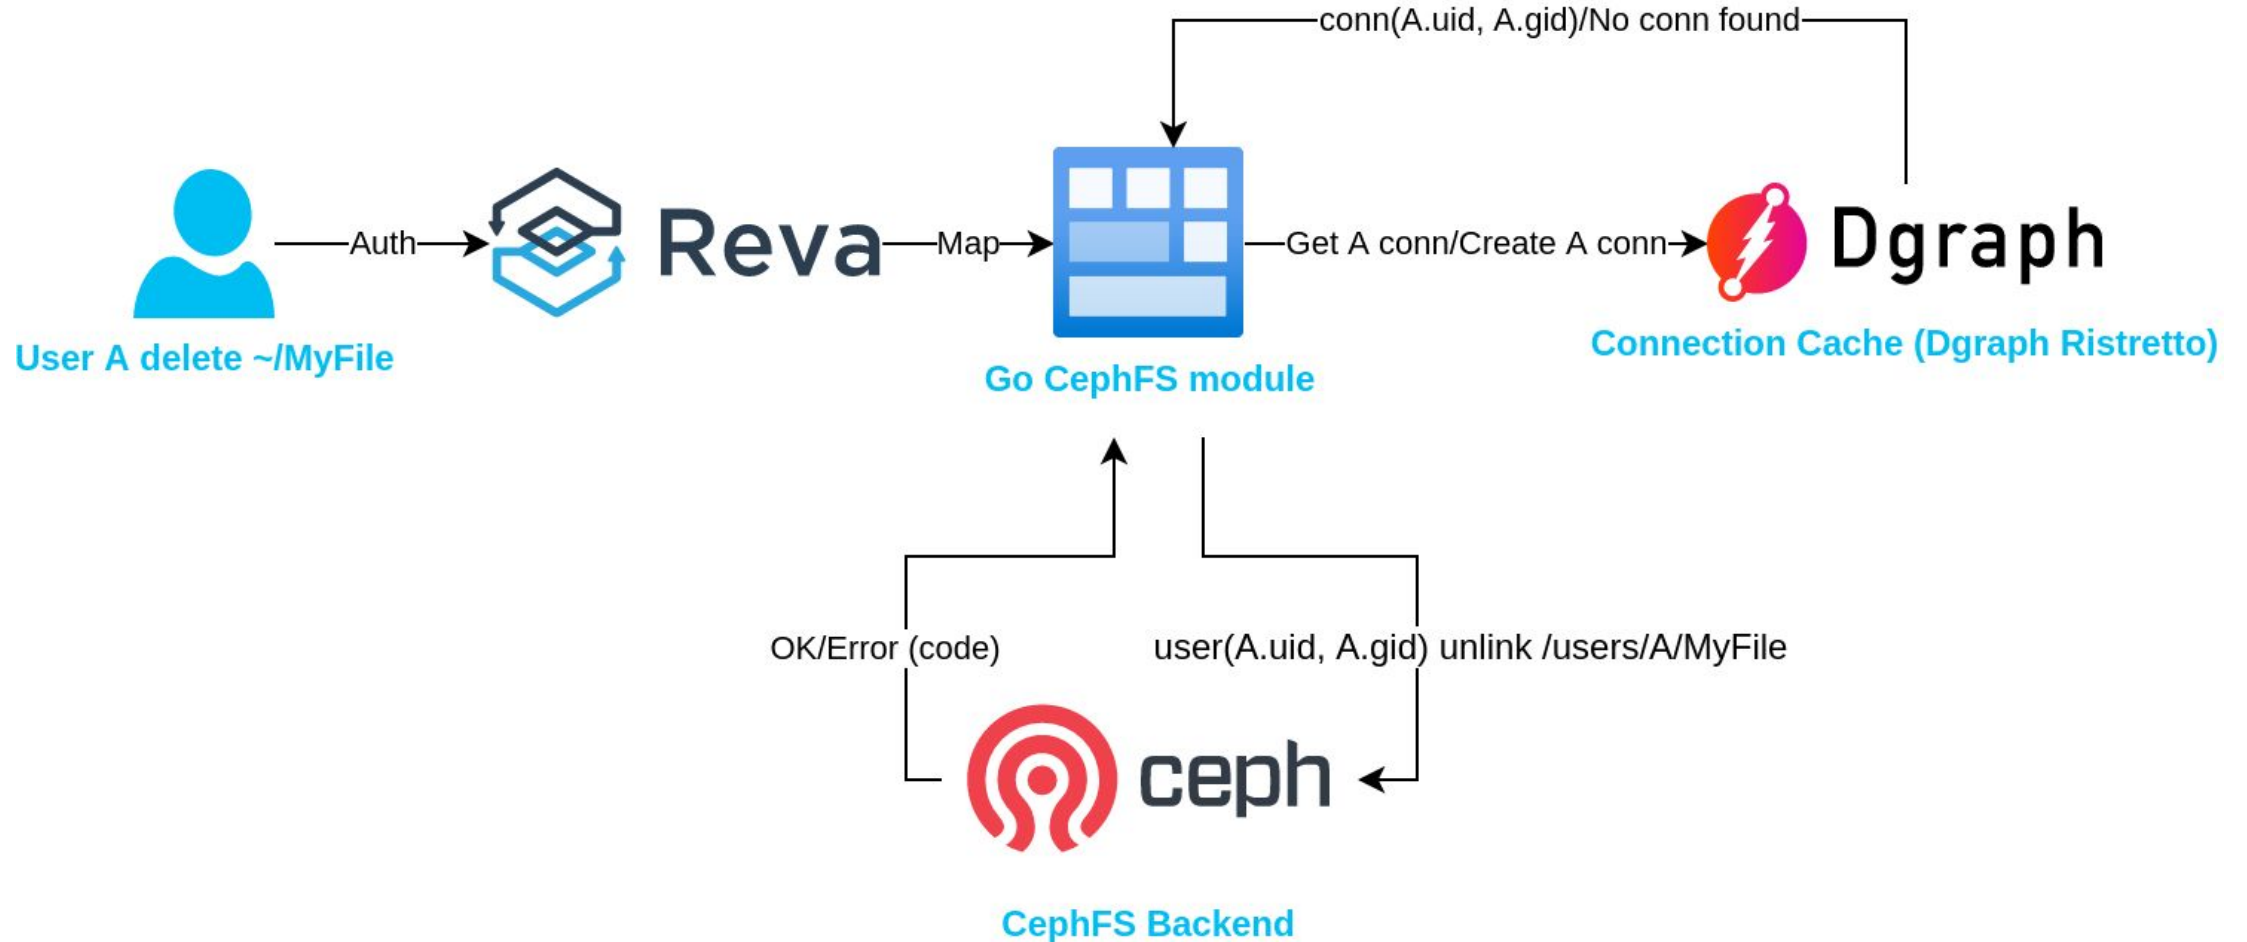 conn(A.uid, A.gid)/No conn found
Auth
Reva
Map
Get A conn/Create A conn
Dgraph
User A delete ~/MyFile
Go CephFS module
Connection Cache (Dgraph Ristretto)
OK/Error (code)
user(A.uid, A.gid) unlink /users/A/MyFile
ceph
CephFS Backend